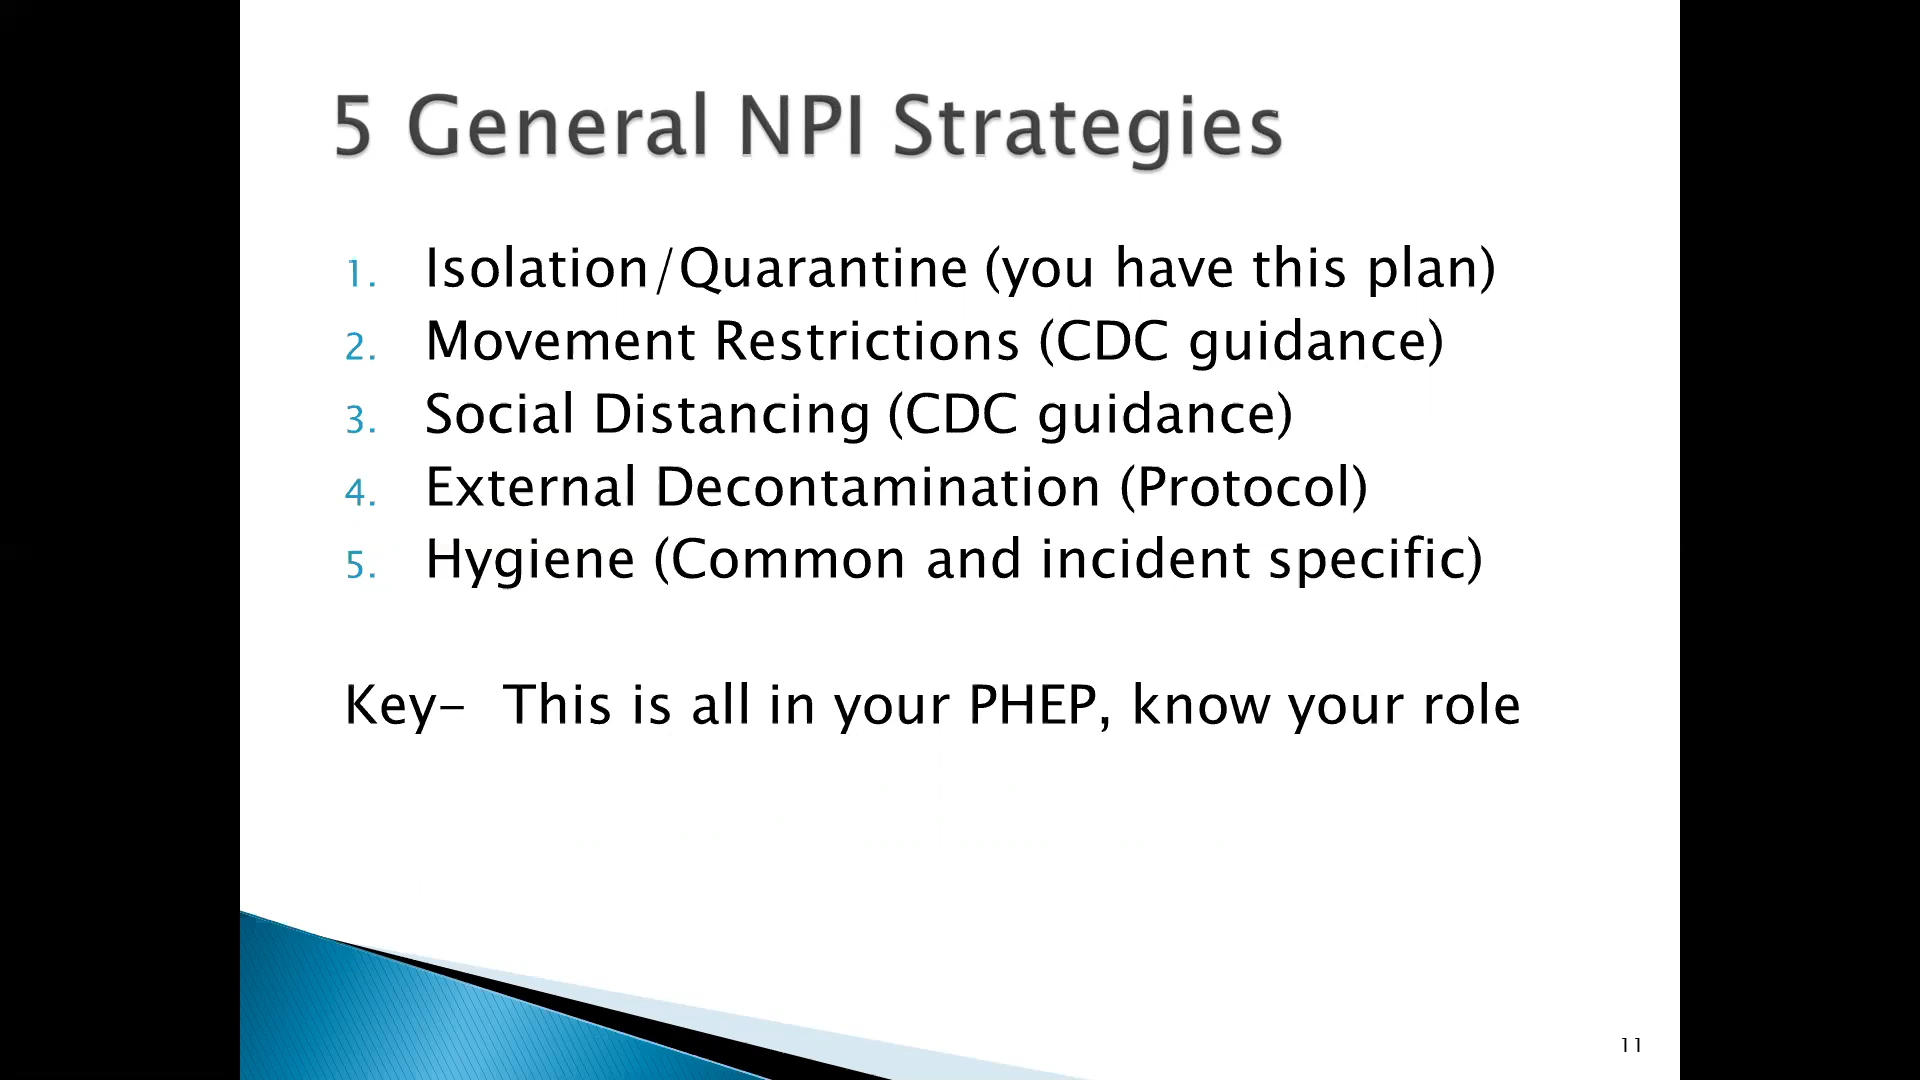 5 General NPI Strategies
1. Isolation/Quarantine (you have this plan)
2. Movement Restrictions (CDC guidance)
3. Social Distancing (CDC guidance)
4. External Decontamination (Protocol)
5. Hygiene (Common and incident specific)
Key- This is all in your PHEP, know your role
11